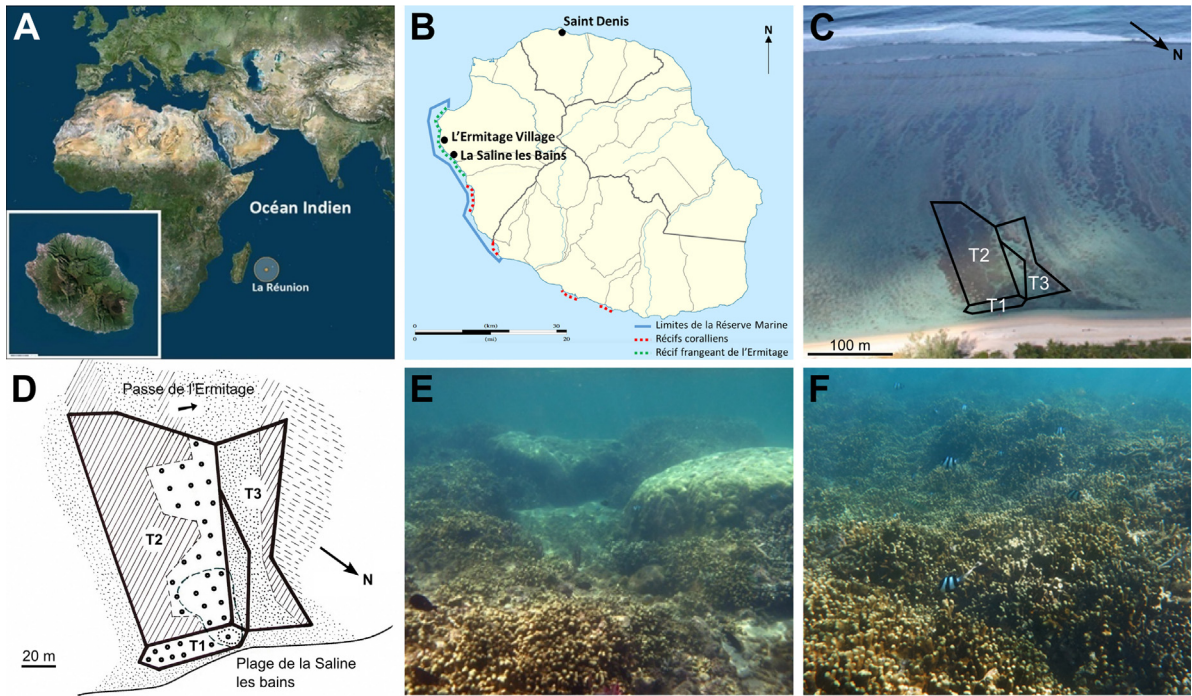 A
Océan Indien
La Réunion
B
Saint Denis
N
L'Ermitage Village
La Saline les Bains
0 (km) 30
0 (mi) 20
Limites de la Réserve Marine
Récifs coralliens
Récif frangeant de l'Ermitage
C
N
T2
T3
T1
100 m
D
Passe de l'Ermitage
T3
T2
N
T1
20 m
Plage de la Saline
les bains
E
F